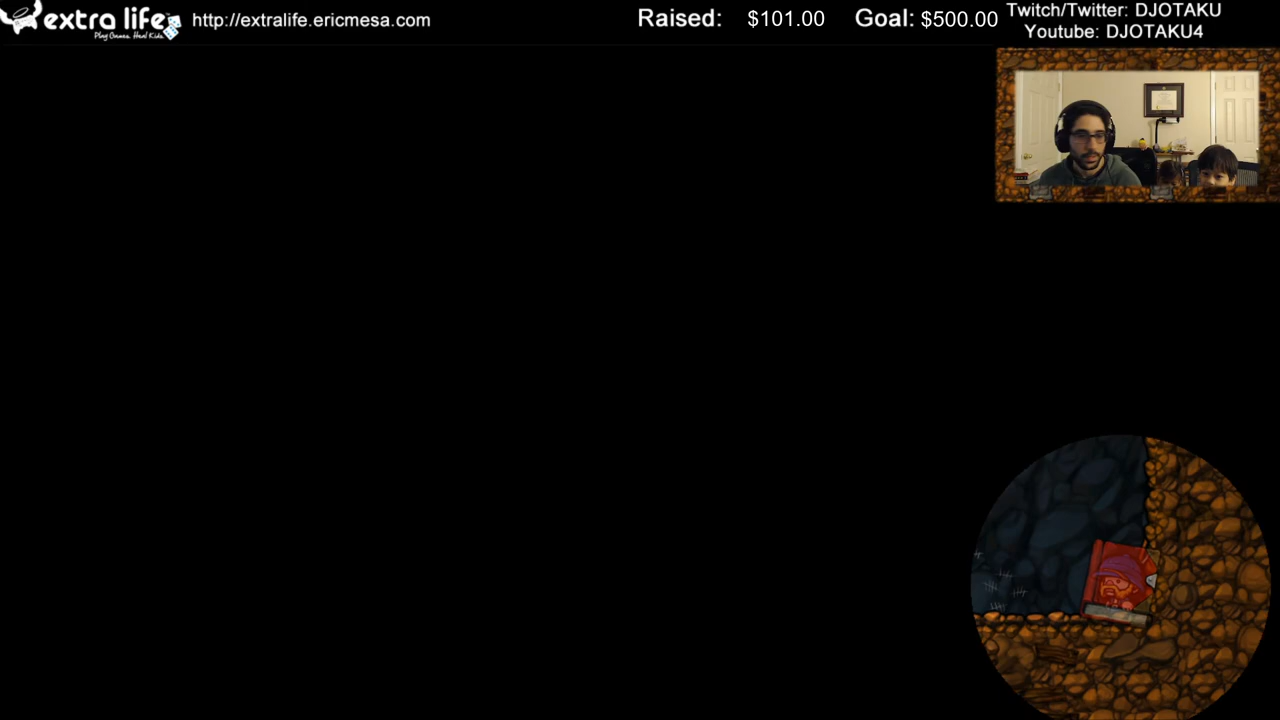 extra life
Play Games. Heal Kids.
http://extralife.ericmesa.com
Raised: $101.00 Goal: $500.00
Twitch/Twitter: DJOTAKU
Youtube: DJOTAKU4